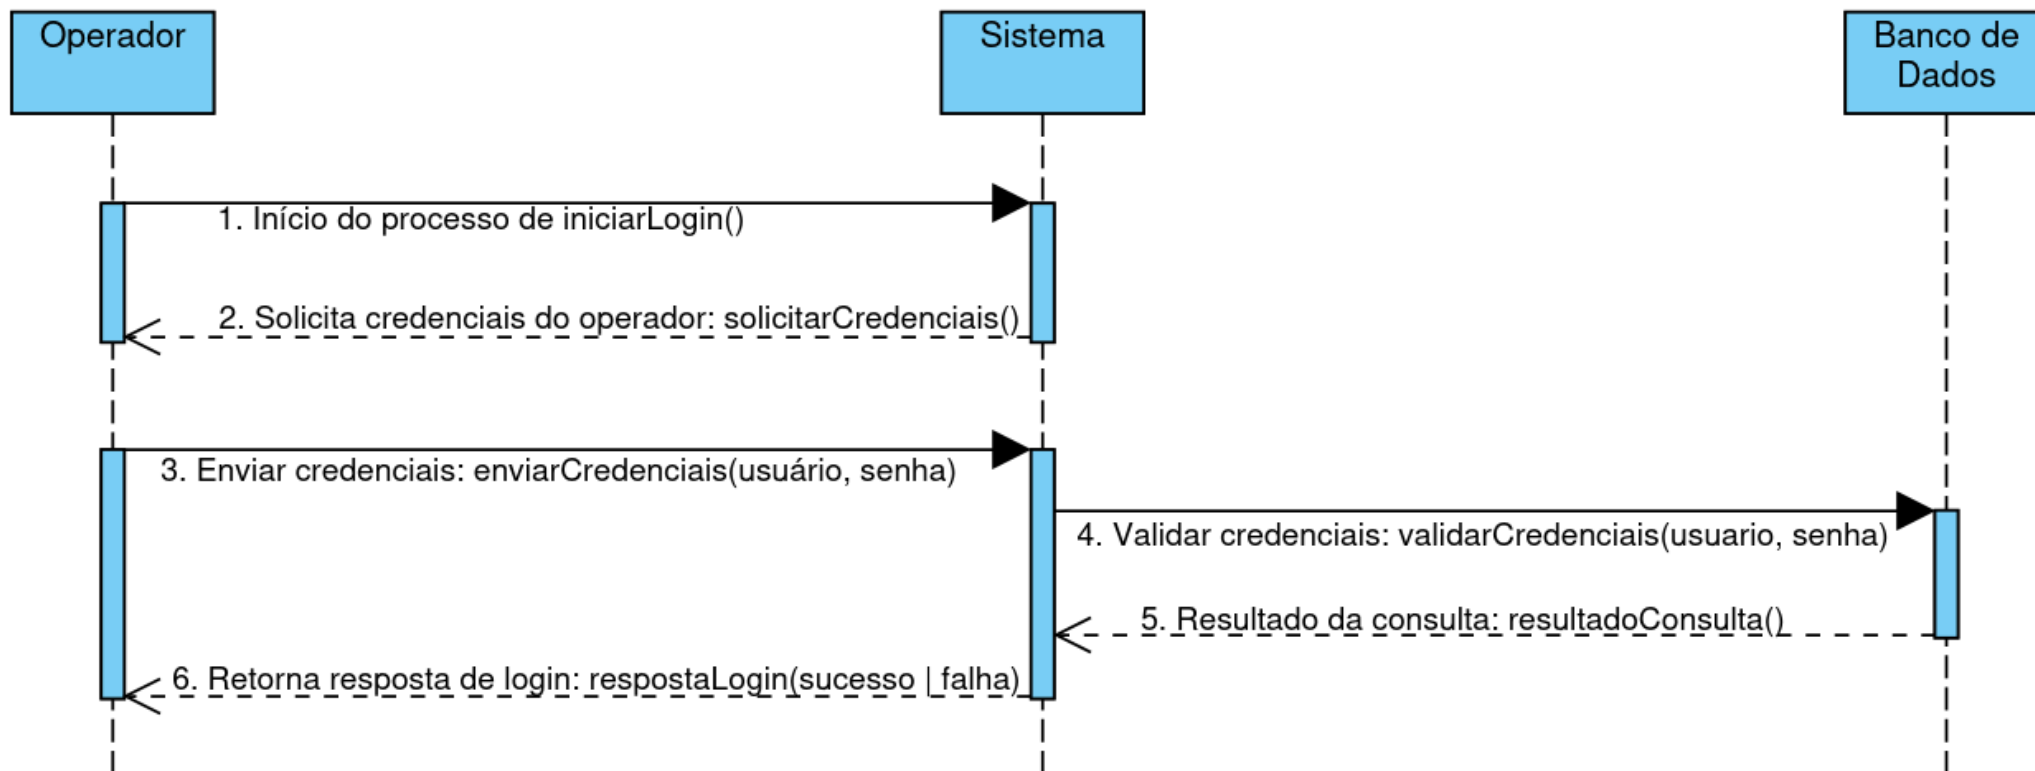 Operador
Sistema
Banco de
Dados
1. Início do processo de iniciarLogin()
2. Solicita credenciais do operador: solicitarCredenciais()
3. Enviar credenciais: enviarCredenciais(usuário, senha)
4. Validar credenciais: validarCredenciais(usuario, senha)
5. Resultado da consulta: resultadoConsulta()
6. Retorna resposta de login: respostaLogin(sucesso | falha)